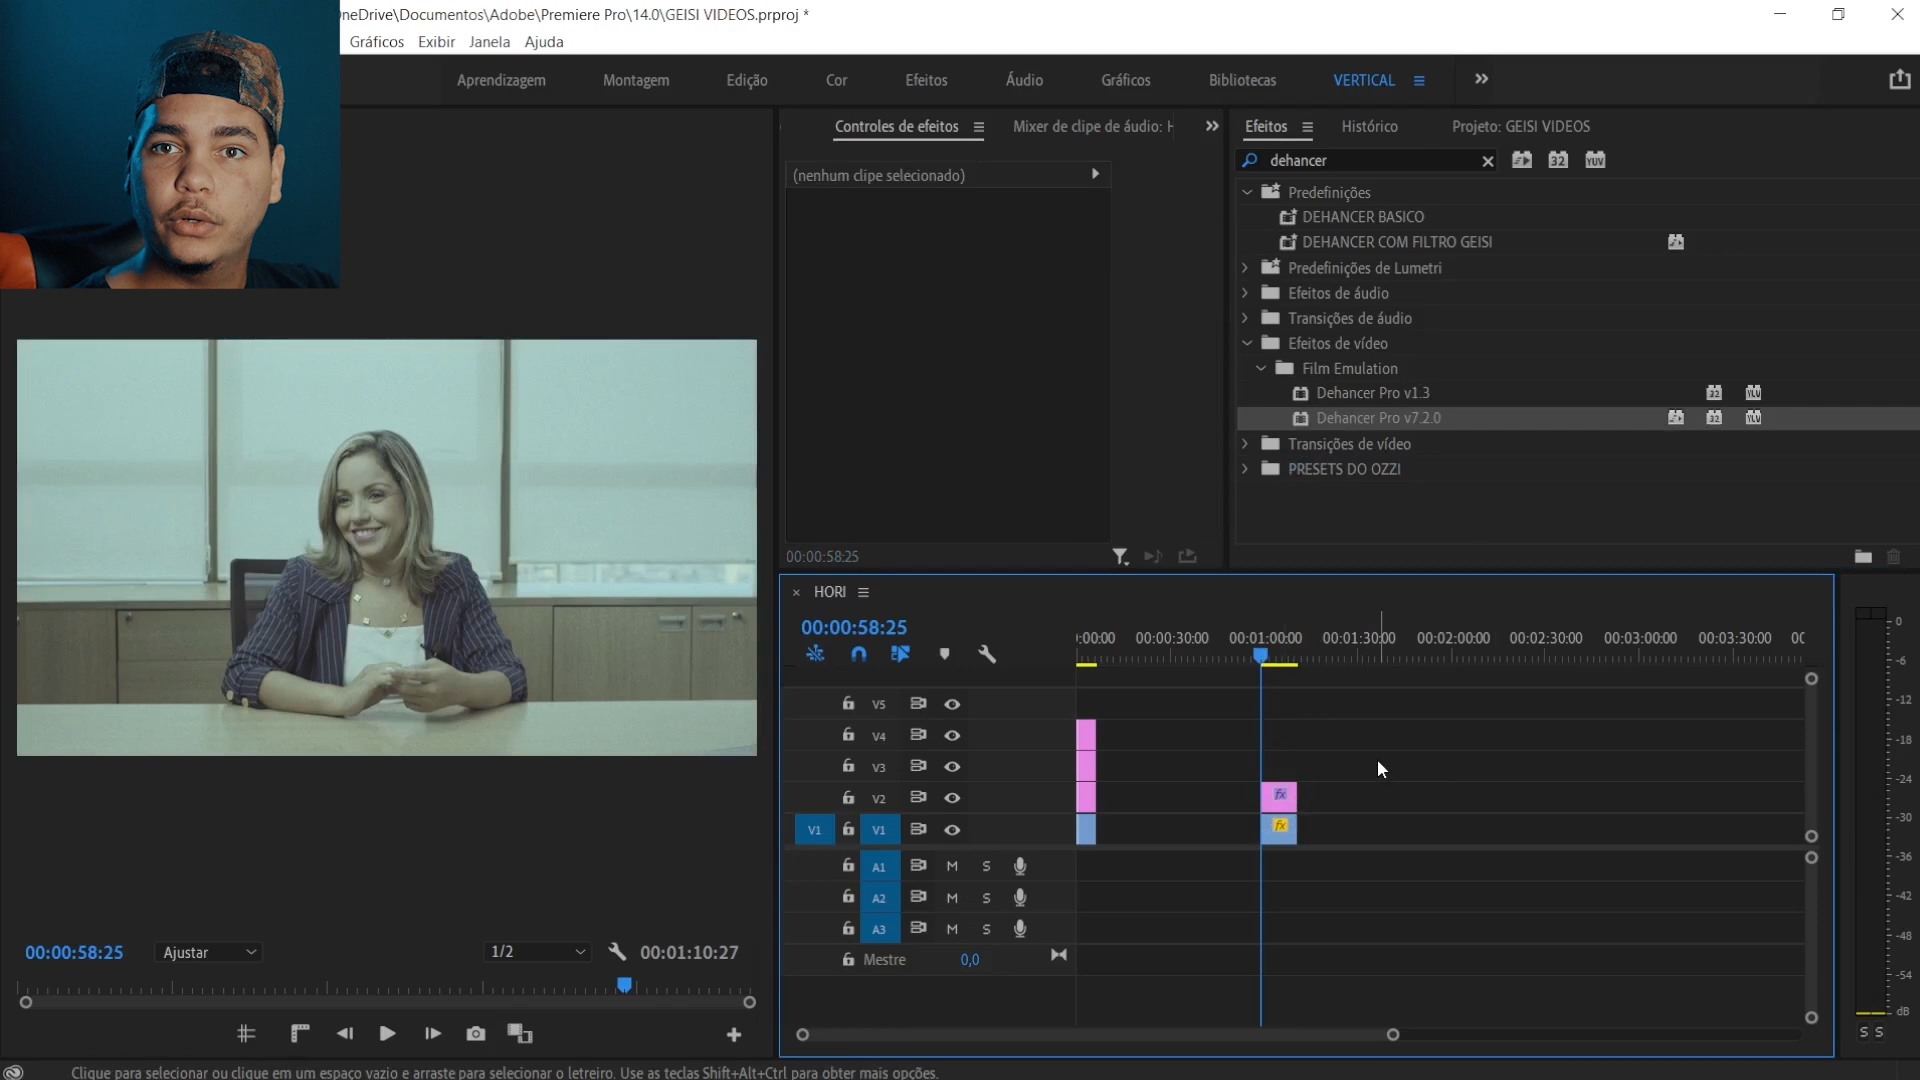 OneDrive\Documentos\Adobe\Premiere Pro\14.0\GEISI VIDEOS.prproj *
Gráficos Exibir Janela Ajuda
Aprendizagem Montagem Edição Cor Efeitos Áudio Gráficos Bibliotecas VERTICAL
Controles de efeitos Mixer de clipe de áudio: H
(nenhum clipe selecionado)
00:00:58:25
Efeitos Histórico Projeto: GEISI VIDEOS
dehancer 32 YUV
Predefinições
DEHANCER BASICO
DEHANCER COM FILTRO GEISI
Predefinições de Lumetri
Efeitos de áudio
Transições de áudio
Efeitos de vídeo
Film Emulation
Dehancer Pro v1.3 32 YUV
Dehancer Pro v7.2.0 32 YUV
Transições de vídeo
PRESETS DO OZZI
× HORI
00:00:58:25
:00:00 00:00:30:00 00:01:00:00 00:01:30:00 00:02:00:00 00:02:30:00 00:03:00:00 00:03:30:00 00
V5
V4
V3
V2 fx
V1 V1 fx
A1 M S
A2 M S
A3 M S
Mestre 0,0
0
-6
-12
-18
-24
-30
-36
-42
-48
-54
dB
S S
00:00:58:25 Ajustar 1/2 00:01:10:27
Clique para selecionar ou clique em um espaço vazio e arraste para selecionar o letreiro. Use as teclas Shift+Alt+Ctrl para obter mais opções.